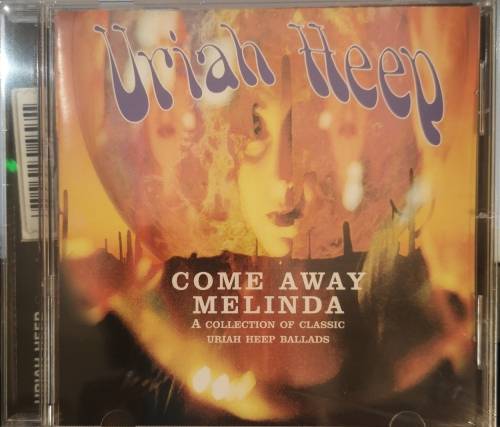 Uriah Heep
COME AWAY
MELINDA
A COLLECTION OF CLASSIC
URIAH HEEP BALLADS
URIAH HEEP